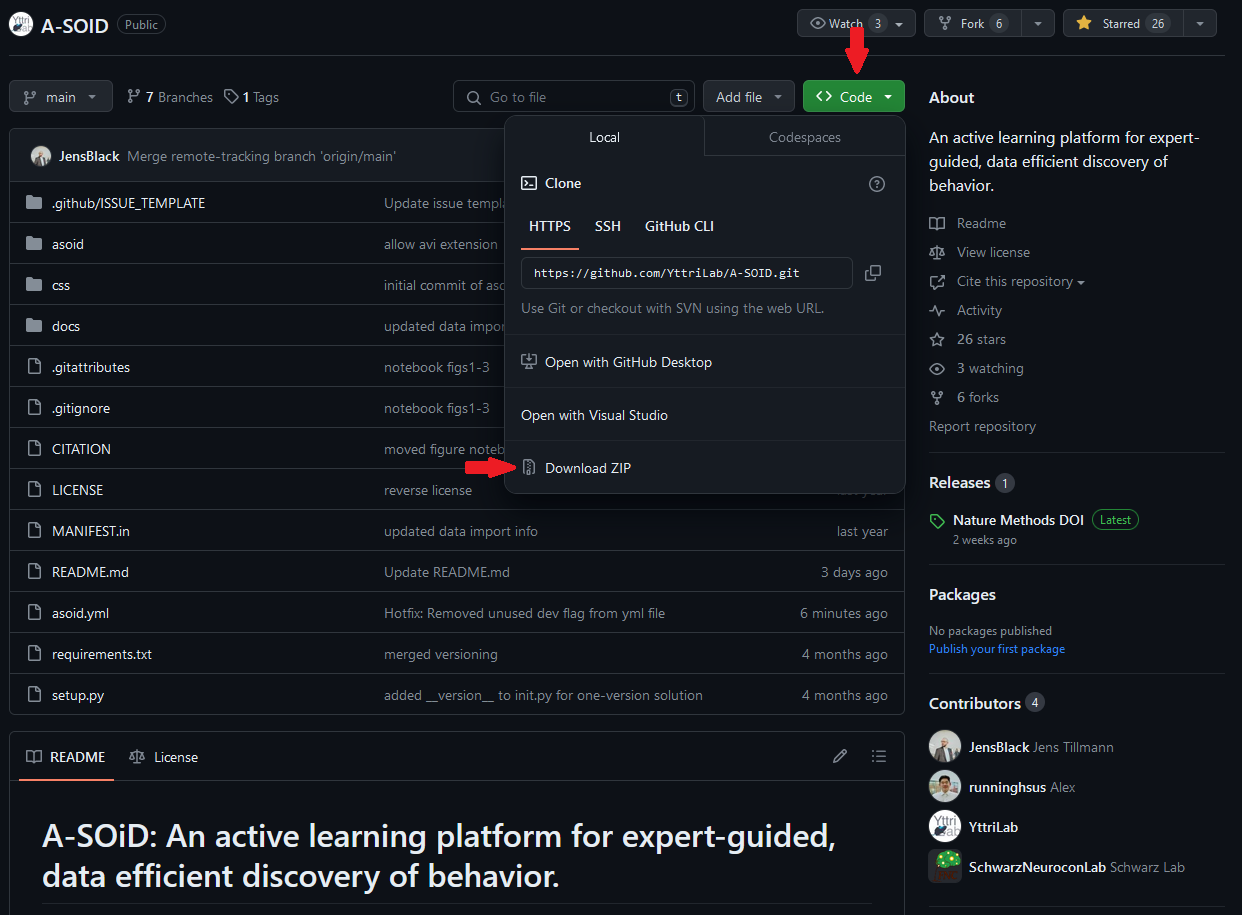 A-SOID Public Watch 3 Fork 6 Starred 26
main 7 Branches 1 Tags Go to file t Add file <> Code
JensBlack Merge remote-tracking branch 'origin/main'
.github/ISSUE_TEMPLATE Update issue templa
asoid allow avi extension
css initial commit of aso
docs updated data impor
.gitattributes notebook figs1-3
.gitignore notebook figs1-3
CITATION moved figure noteb
LICENSE reverse license last year
MANIFEST.in updated data import info last year
README.md Update README.md 3 days ago
asoid.yml Hotfix: Removed unused dev flag from yml file 6 minutes ago
requirements.txt merged versioning 4 months ago
setup.py added __version__ to init.py for one-version solution 4 months ago
Local Codespaces
Clone
HTTPS SSH GitHub CLI
https://github.com/YttriLab/A-SOID.git
Use Git or checkout with SVN using the web URL.
Open with GitHub Desktop
Open with Visual Studio
Download ZIP
README License
A-SOiD: An active learning platform for expert-guided,
data efficient discovery of behavior.
About
An active learning platform for expert-
guided, data efficient discovery of
behavior.
Readme
View license
Cite this repository
Activity
26 stars
3 watching
6 forks
Report repository
Releases 1
Nature Methods DOI Latest
2 weeks ago
Packages
No packages published
Publish your first package
Contributors 4
JensBlack Jens Tillmann
runninghsus Alex
YttriLab
SchwarzNeuroconLab Schwarz Lab